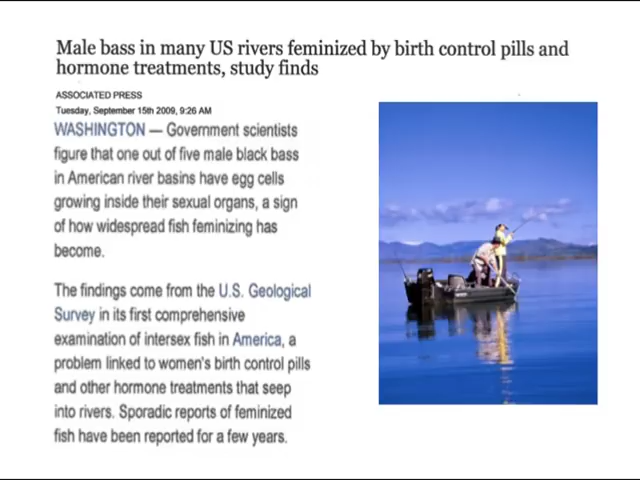 Male bass in many US rivers feminized by birth control pills and
hormone treatments, study finds
ASSOCIATED PRESS
Tuesday, September 15th 2009, 9:26 AM
WASHINGTON — Government scientists
figure that one out of five male black bass
in American river basins have egg cells
growing inside their sexual organs, a sign
of how widespread fish feminizing has
become.
The findings come from the U.S. Geological
Survey in its first comprehensive
examination of intersex fish in America, a
problem linked to women's birth control pills
and other hormone treatments that seep
into rivers. Sporadic reports of feminized
fish have been reported for a few years.